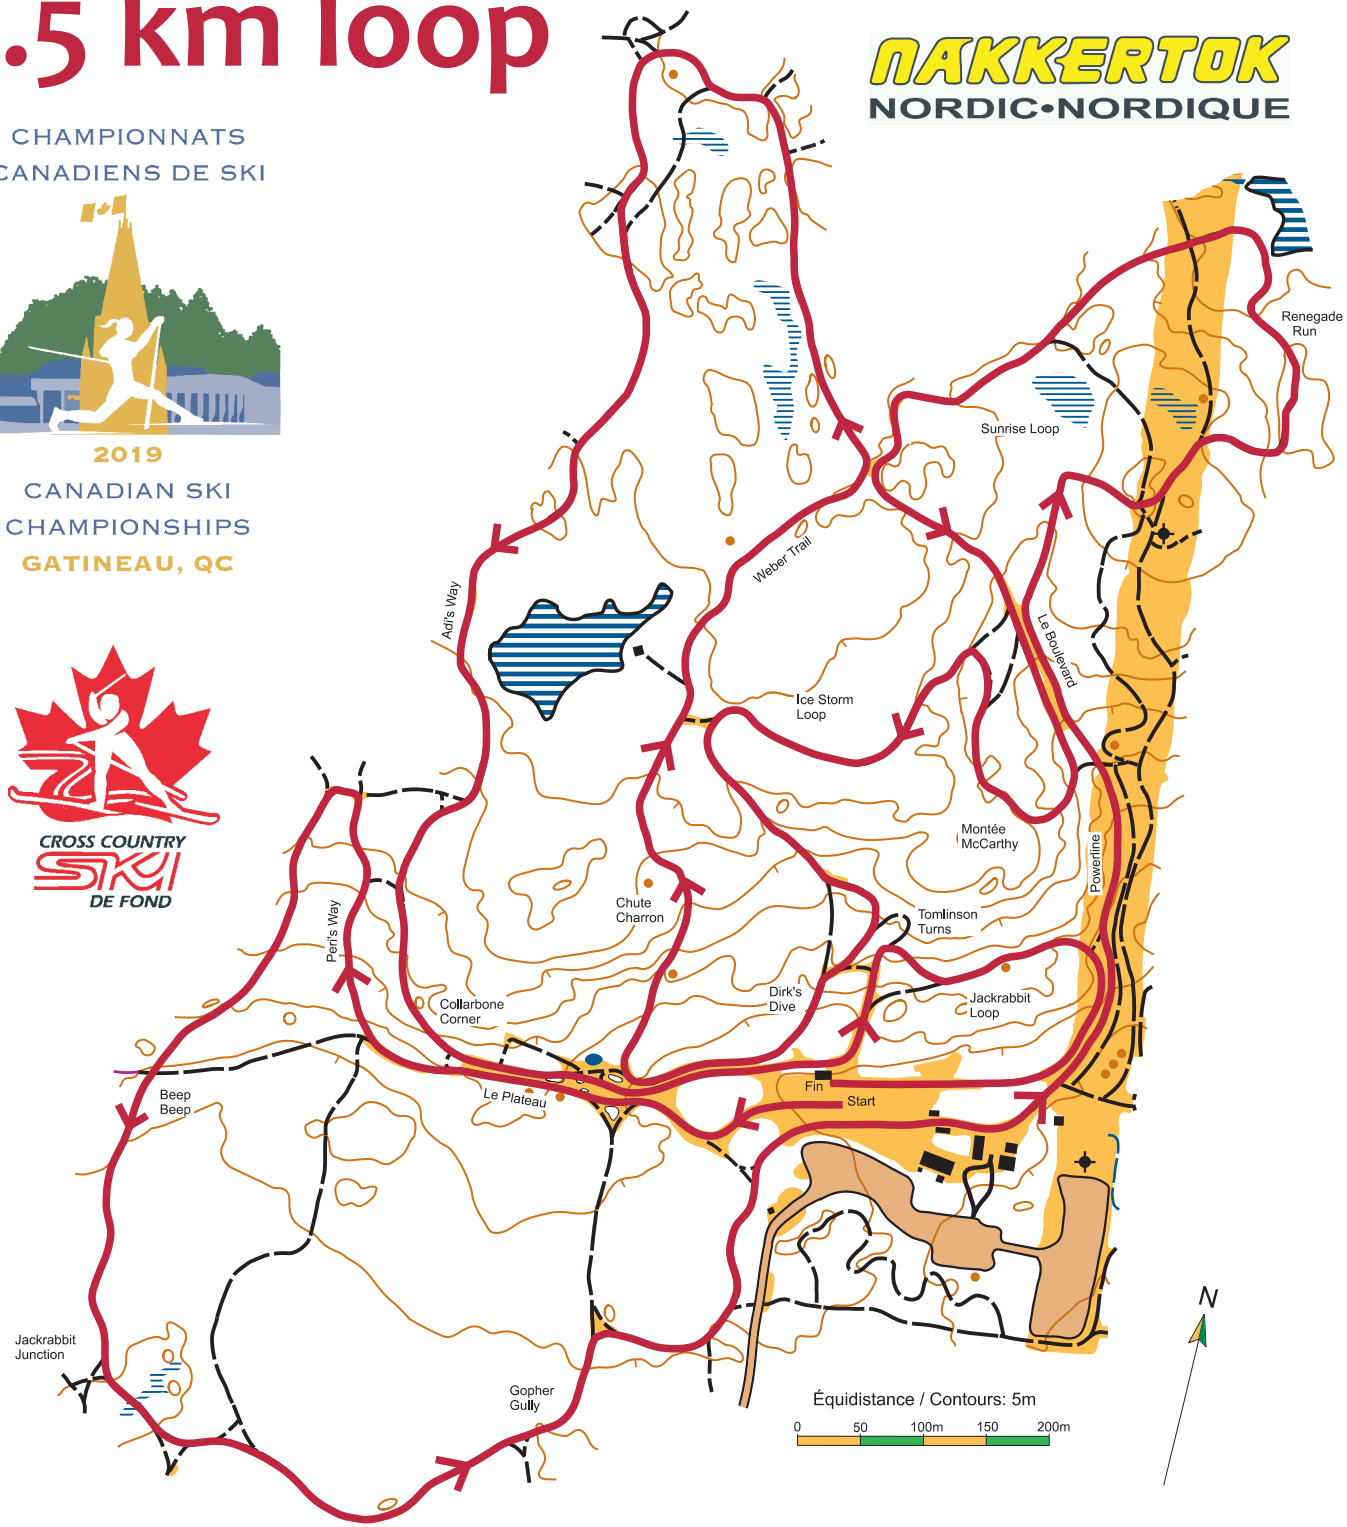 .5 km loop
NAKKERTOK
NORDIC•NORDIQUE
CHAMPIONNATS
CANADIENS DE SKI
2019
CANADIAN SKI
CHAMPIONSHIPS
GATINEAU, QC
CROSS COUNTRY
SKI
DE FOND
Renegade
Run
Sunrise Loop
Weber Trail
Adi's Way
Le Boulevard
Ice Storm
Loop
Montée
McCarthy
Powerline
Chute
Charron
Tomlinson
Turns
Peri's Way
Dirk's
Dive
Jackrabbit
Loop
Collarbone
Corner
Beep
Beep
Le Plateau
Fin
Start
Jackrabbit
Junction
Gopher
Gully
N
Équidistance / Contours: 5m
0 50 100m 150 200m